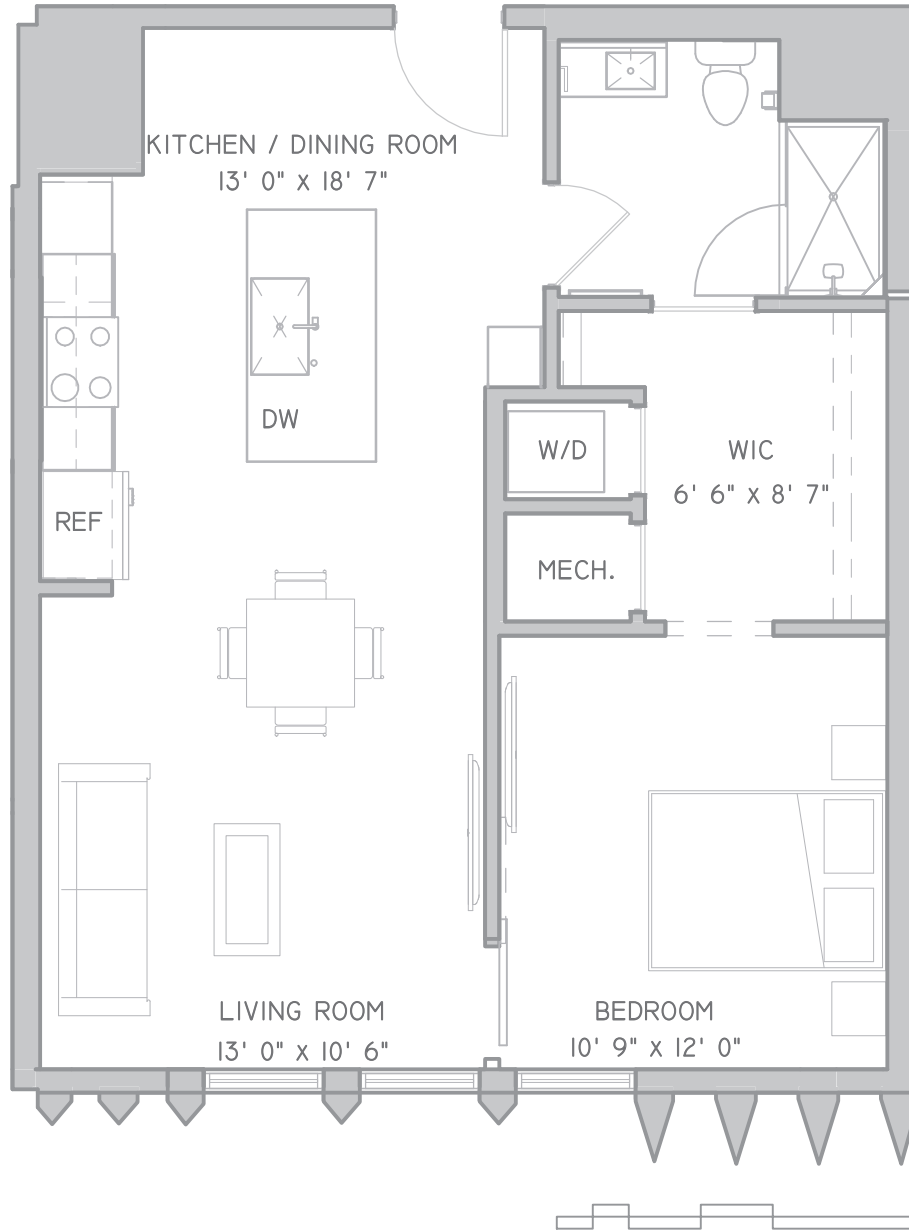 KITCHEN / DINING ROOM
13' 0" X 18' 7"
DW
W/D
WIC
6' 6" X 8' 7"
REF
MECH.
LIVING ROOM
13' 0" X 10' 6"
BEDROOM
10' 9" X 12' 0"